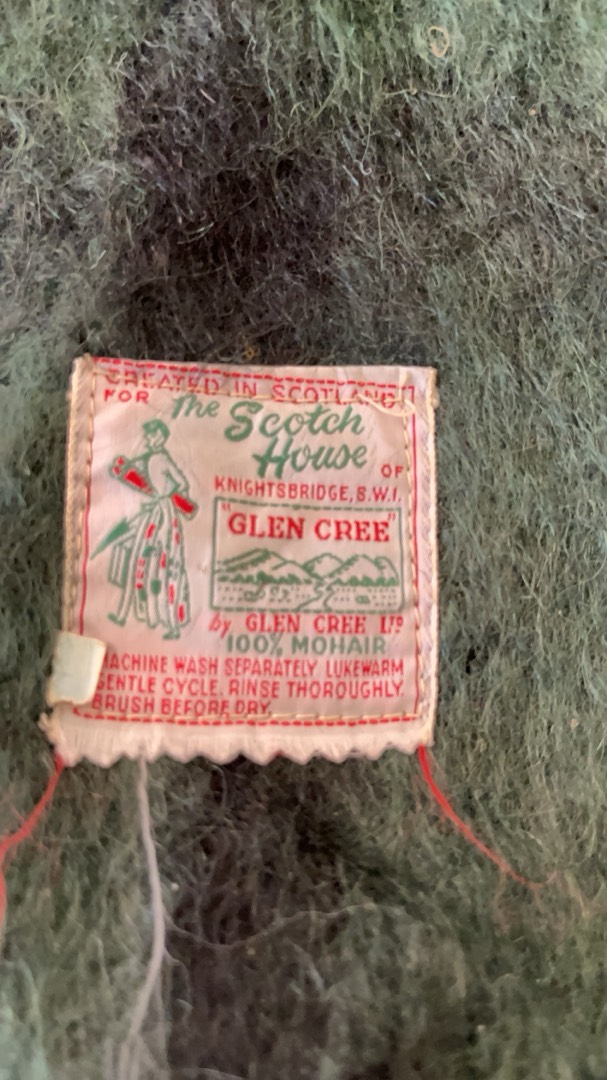 CREATED IN SCOTLAND
FOR
The Scotch
House
OF
KNIGHTSBRIDGE, S.W.1.
"GLEN CREE"
by GLEN CREE LTD
100% MOHAIR
MACHINE WASH SEPARATELY LUKEWARM
GENTLE CYCLE. RINSE THOROUGHLY.
BRUSH BEFORE DRY.